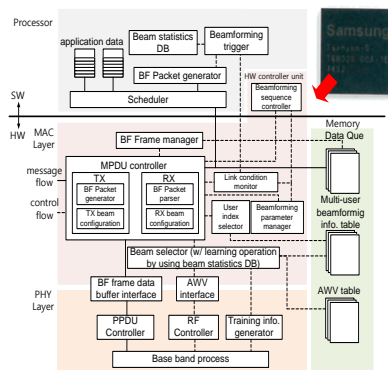 Processor
application data
Beam statistics
DB
Beamforming
trigger
BF Packet generator
Scheduler
HW controller unit
Beamforming
sequence
controller
Samsung
SW
HW
MAC
Layer
BF Frame manager
Memory
Data Que
MPDU controller
TX
BF Packet
generator
TX beam
configuration
RX
BF Packet
parser
RX beam
configuration
Link condition
monitor
User
index
selector
Beamforming
parameter
manager
message
flow
control
flow
Multi-user
beamformig
info. table
Beam selector (w/ learning operation
by using beam statistics DB)
BF frame data
buffer interface
AWV
interface
AWV table
PHY
Layer
PPDU
Controller
RF
Controller
Training info.
generator
Base band process